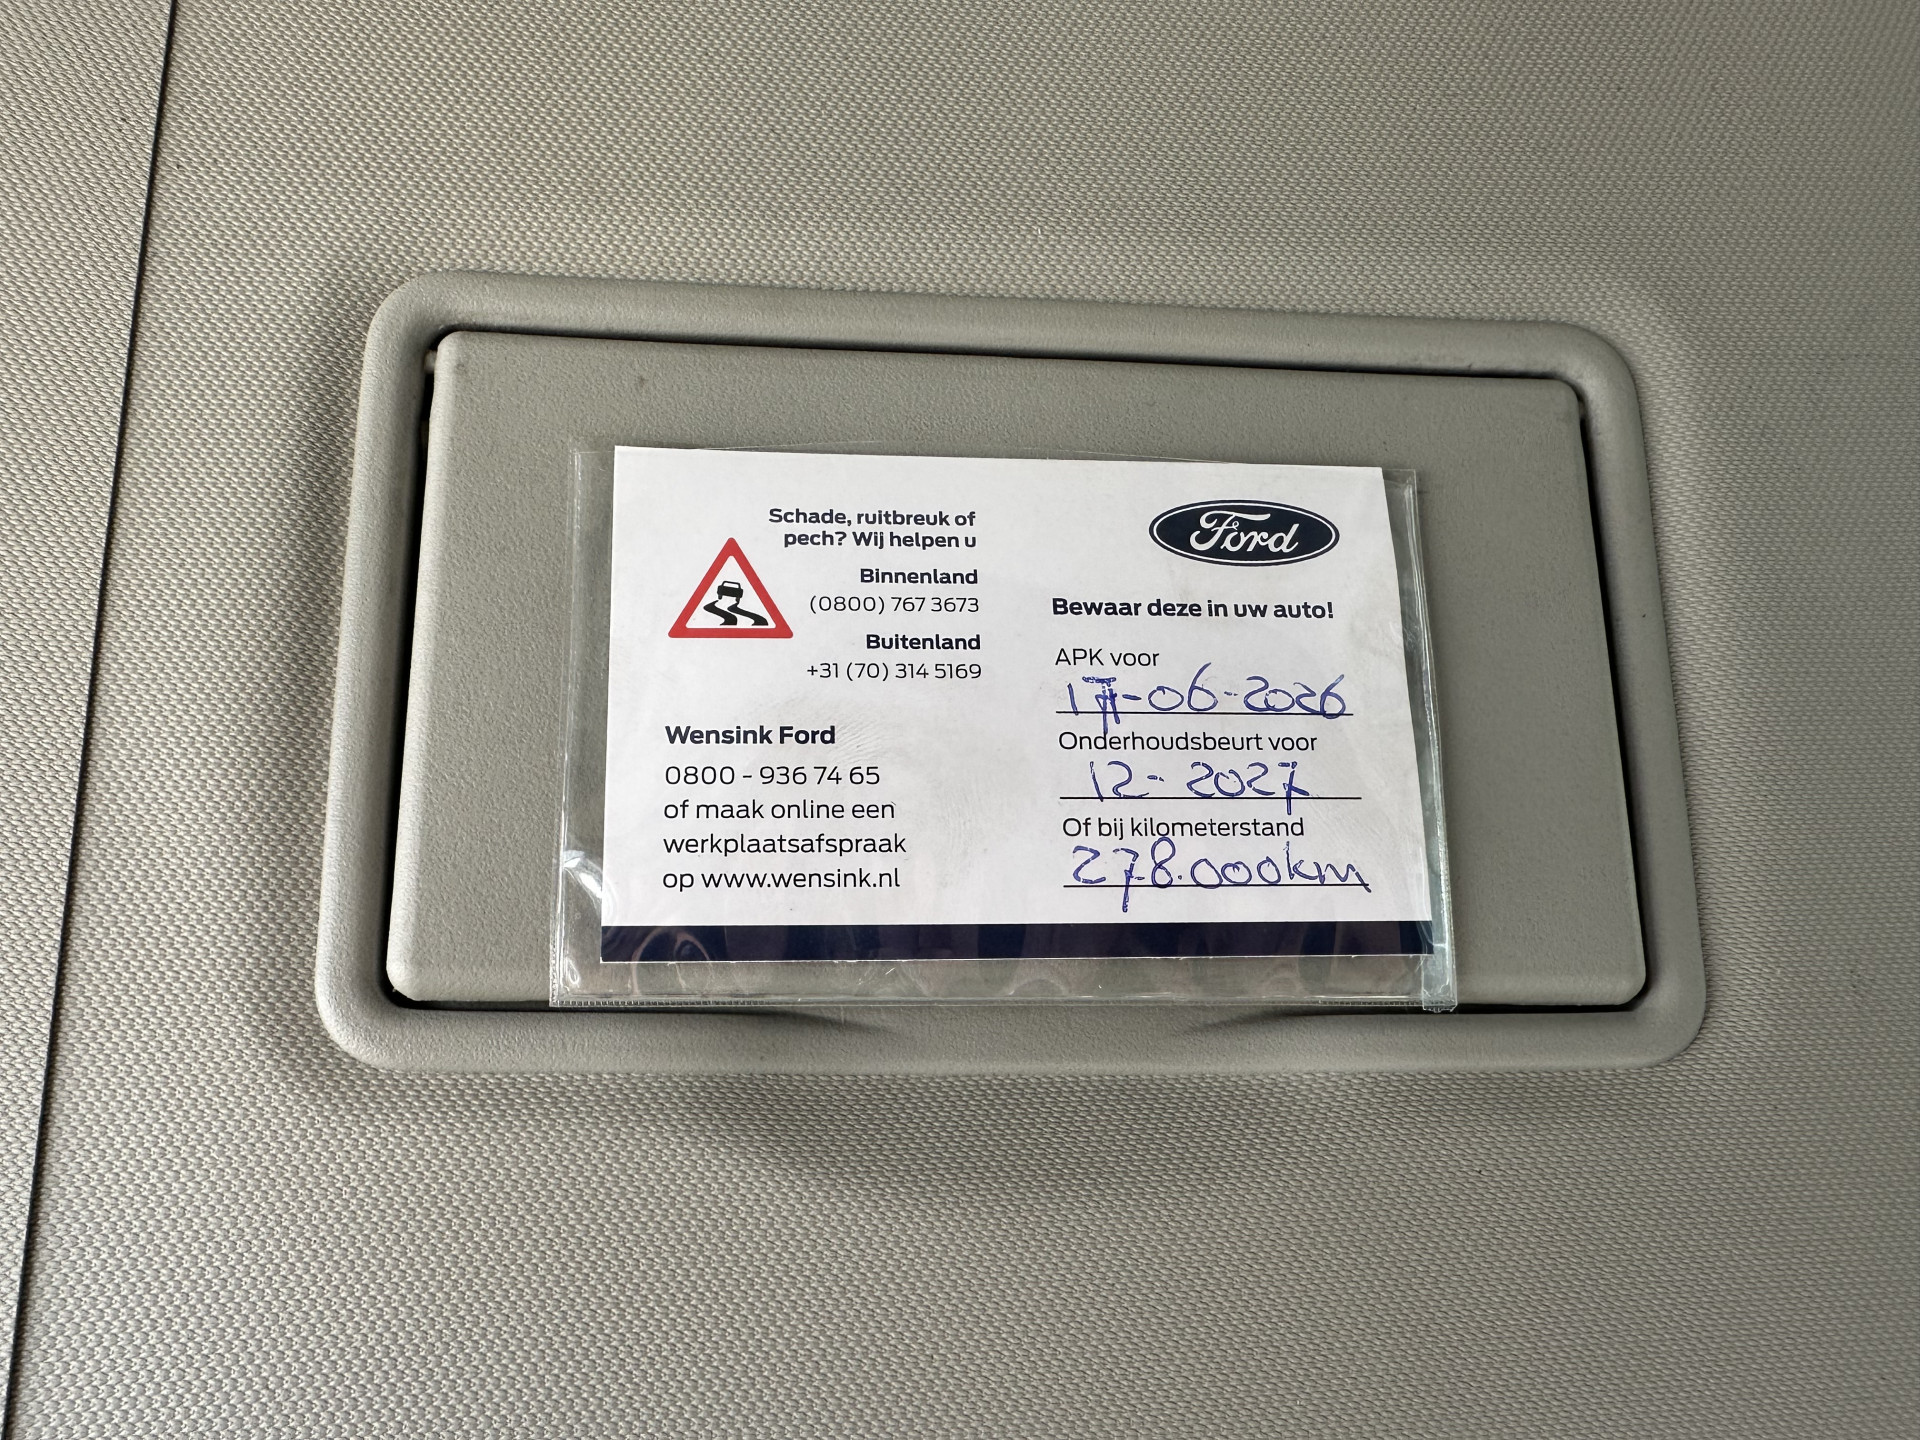 Schade, ruitbreuk of
pech? Wij helpen u
Binnenland
(0800) 767 3673
Buitenland
+31 (70) 314 5169
Wensink Ford
0800 - 936 74 65
of maak online een
werkplaatsafspraak
op www.wensink.nl
Ford
Bewaar deze in uw auto!
APK voor
17-06-2026
Onderhoudsbeurt voor
12-2027
Of bij kilometerstand
278.000km